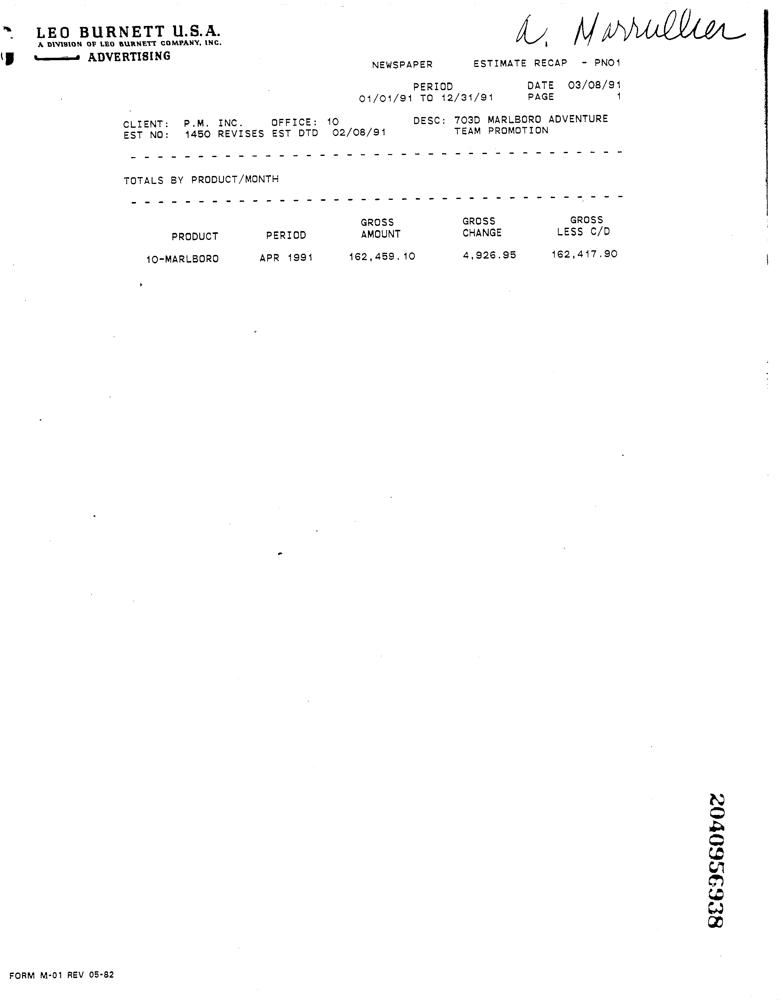 LEO BURNETT U.S.A.
A DIVISION OF LEO BURNETT COMPANY, INC.
ADVERTISING
A. Marrullier
NEWSPAPER ESTIMATE RECAP - PN01
PERIOD DATE 03/08/91
01/01/91 TO 12/31/91 PAGE 1
CLIENT: P.M. INC. OFFICE: 10 DESC: 703D MARLBORO ADVENTURE
EST NO: 1450 REVISES EST DTD 02/08/91 TEAM PROMOTION
TOTALS BY PRODUCT/MONTH
GROSS GROSS GROSS
PRODUCT PERIOD AMOUNT CHANGE LESS C/D
10-MARLBORO APR 1991 162,459.10 4,926.95 162,417.90
2040956938
FORM M-01 REV 05-82